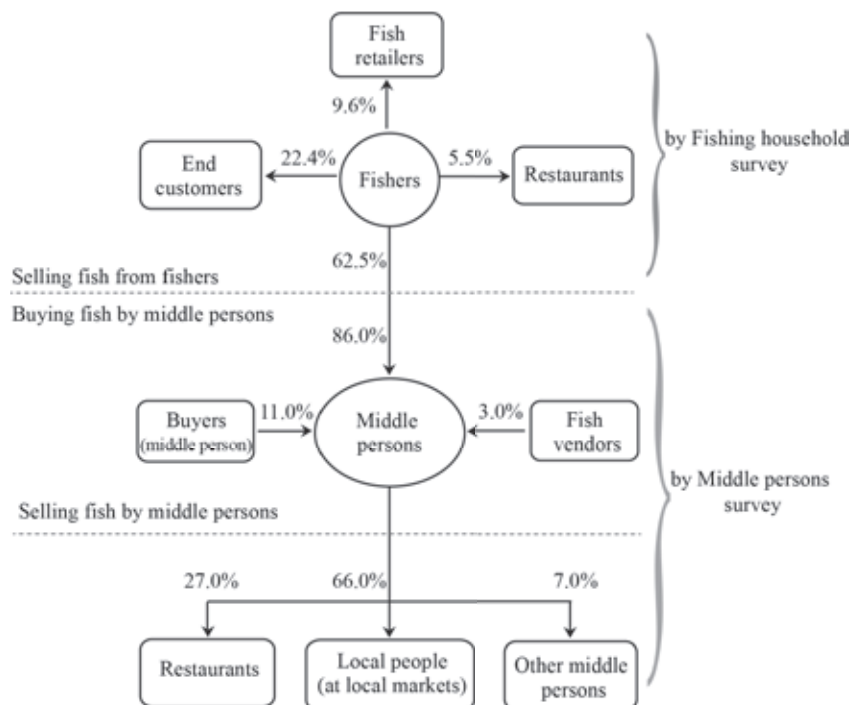 Fish
retailers
9.6%
End
customers
22.4%
Fishers
5.5%
Restaurants
by Fishing household
survey
62.5%
Selling fish from fishers
Buying fish by middle persons
86.0%
Buyers
(middle person)
11.0%
Middle
persons
3.0%
Fish
vendors
by Middle persons
survey
Selling fish by middle persons
27.0%
66.0%
7.0%
Restaurants
Local people
(at local markets)
Other middle
persons